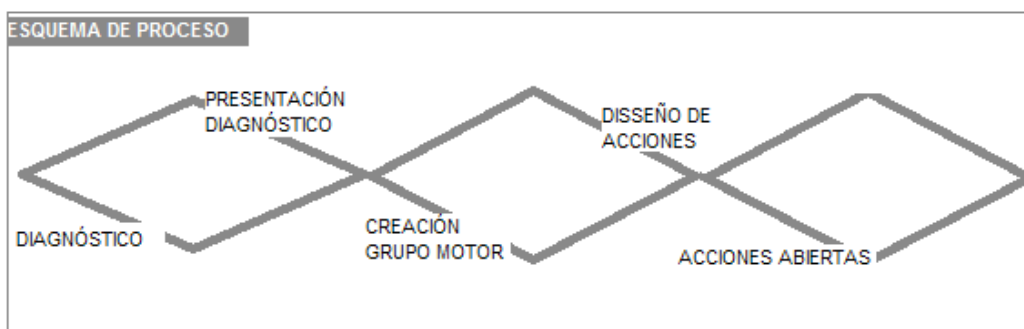 ESQUEMA DE PROCESO
PRESENTACIÓN
DIAGNÓSTICO
DISSEÑO DE
ACCIONES
DIAGNÓSTICO
CREACIÓN
GRUPO MOTOR
ACCIONES ABIERTAS